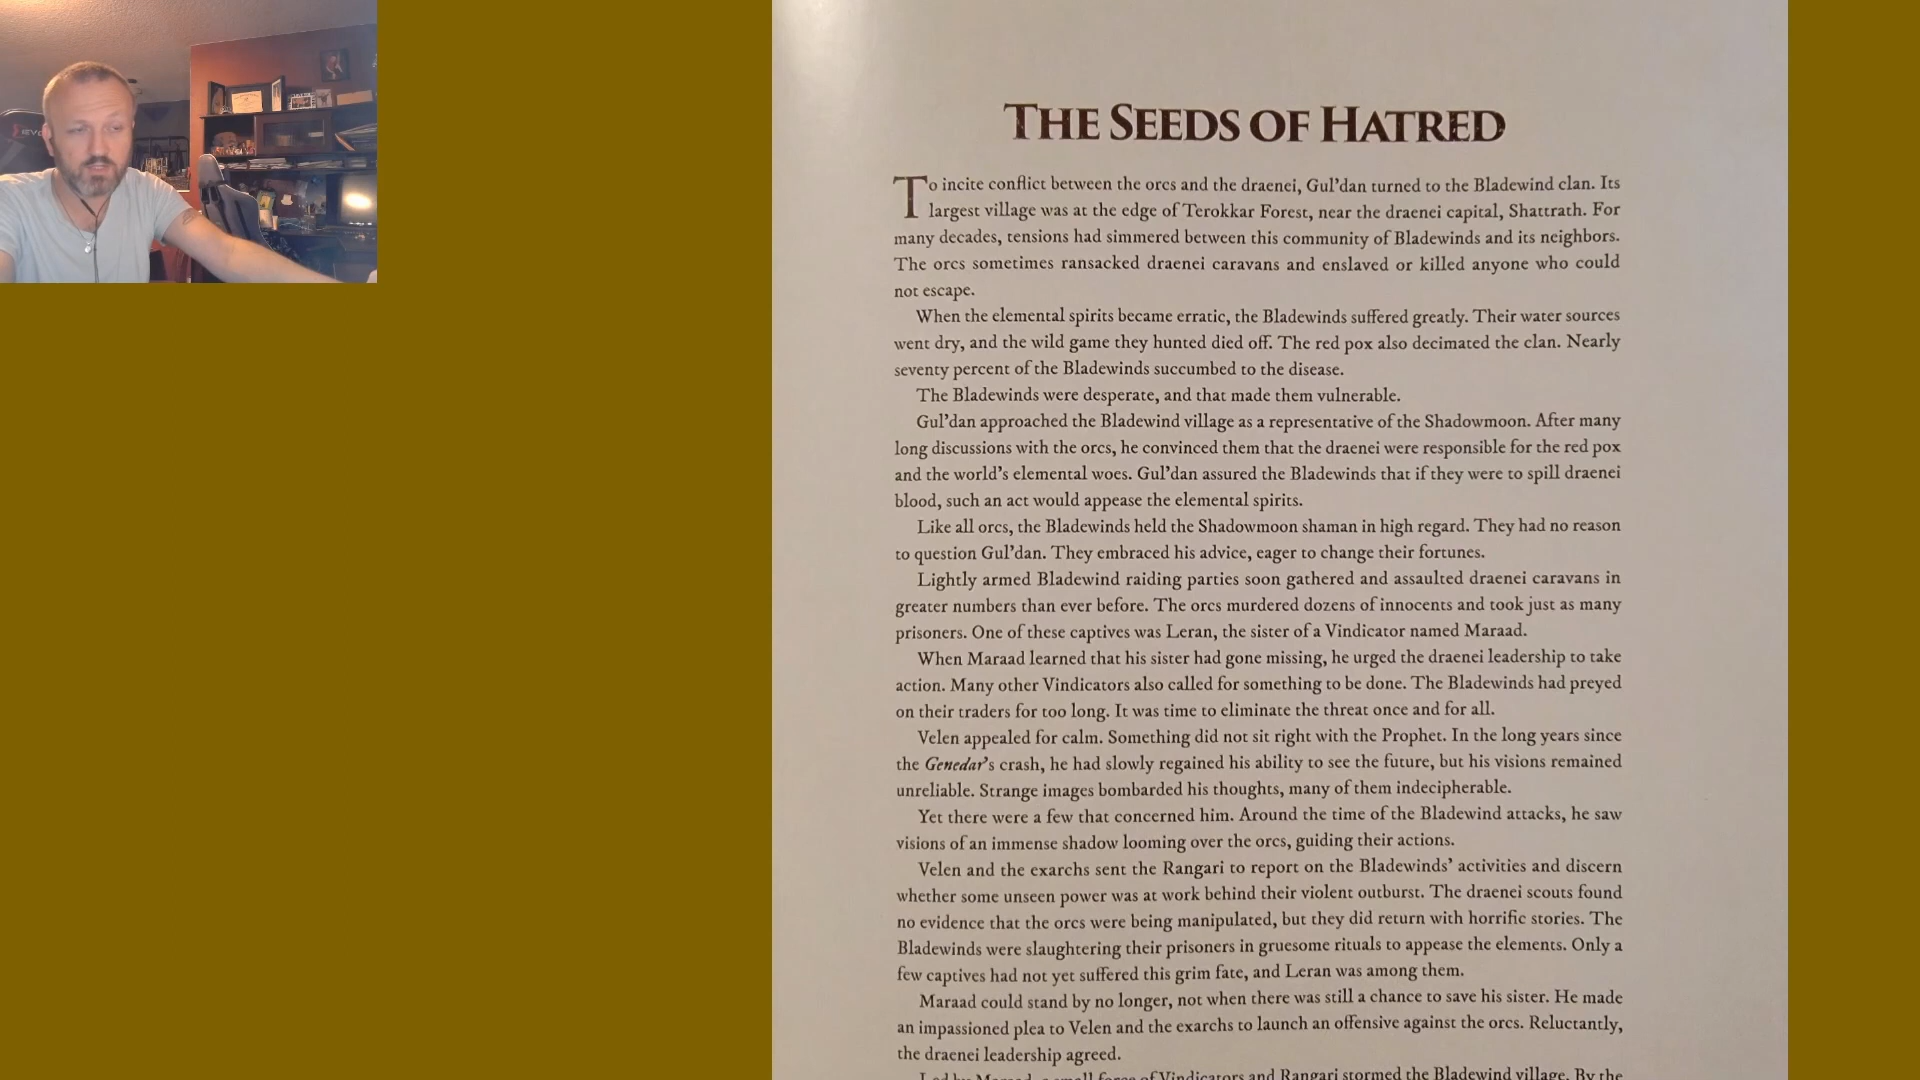 THE SEEDS OF HATRED
To incite conflict between the orcs and the draenei, Gul'dan turned to the Bladewind clan. Its
largest village was at the edge of Terokkar Forest, near the draenei capital, Shattrath. For
many decades, tensions had simmered between this community of Bladewinds and its neighbors.
The orcs sometimes ransacked draenei caravans and enslaved or killed anyone who could
not escape.
When the elemental spirits became erratic, the Bladewinds suffered greatly. Their water sources
went dry, and the wild game they hunted died off. The red pox also decimated the clan. Nearly
seventy percent of the Bladewinds succumbed to the disease.
The Bladewinds were desperate, and that made them vulnerable.
Gul'dan approached the Bladewind village as a representative of the Shadowmoon. After many
long discussions with the orcs, he convinced them that the draenei were responsible for the red pox
and the world's elemental woes. Gul'dan assured the Bladewinds that if they were to spill draenei
blood, such an act would appease the elemental spirits.
Like all orcs, the Bladewinds held the Shadowmoon shaman in high regard. They had no reason
to question Gul'dan. They embraced his advice, eager to change their fortunes.
Lightly armed Bladewind raiding parties soon gathered and assaulted draenei caravans in
greater numbers than ever before. The orcs murdered dozens of innocents and took just as many
prisoners. One of these captives was Leran, the sister of a Vindicator named Maraad.
When Maraad learned that his sister had gone missing, he urged the draenei leadership to take
action. Many other Vindicators also called for something to be done. The Bladewinds had preyed
on their traders for too long. It was time to eliminate the threat once and for all.
Velen appealed for calm. Something did not sit right with the Prophet. In the long years since
the Genedar's crash, he had slowly regained his ability to see the future, but his visions remained
unreliable. Strange images bombarded his thoughts, many of them indecipherable.
Yet there were a few that concerned him. Around the time of the Bladewind attacks, he saw
visions of an immense shadow looming over the orcs, guiding their actions.
Velen and the exarchs sent the Rangari to report on the Bladewinds' activities and discern
whether some unseen power was at work behind their violent outburst. The draenei scouts found
no evidence that the orcs were being manipulated, but they did return with horrific stories. The
Bladewinds were slaughtering their prisoners in gruesome rituals to appease the elements. Only a
few captives had not yet suffered this grim fate, and Leran was among them.
Maraad could stand by no longer, not when there was still a chance to save his sister. He made
an impassioned plea to Velen and the exarchs to launch an offensive against the orcs. Reluctantly,
the draenei leadership agreed.
Led by Maraad, a small force of Vindicators and Rangari stormed the Bladewind village. By the